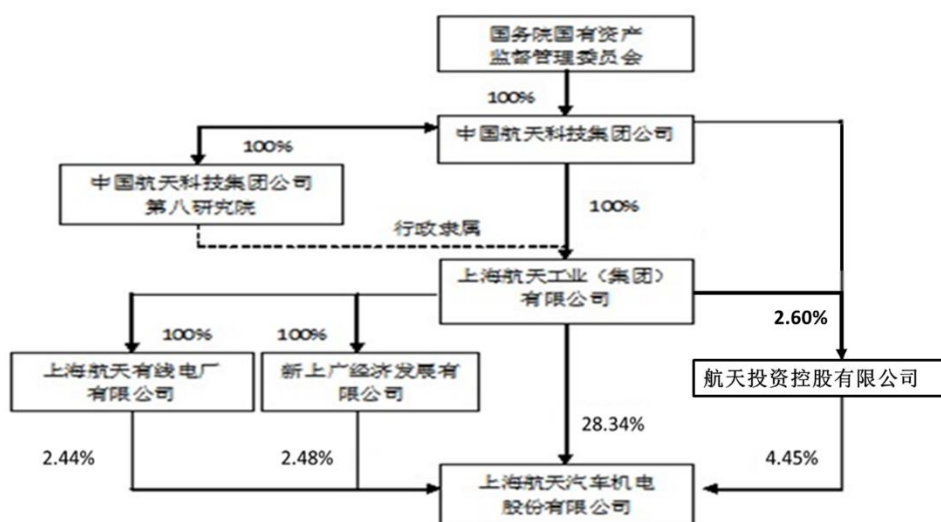 国务院国有资产
监督管理委员会
100%
中国航天科技集团公司
100%
中国航天科技集团公司
第八研究院
100%
行政隶属
上海航天工业（集团）
有限公司
2.60%
100%
100%
上海航天有线电厂
有限公司
新上广经济发展有
限公司
航天投资控股有限公司
28.34%
2.44%
2.48%
4.45%
上海航天汽车机电
股份有限公司